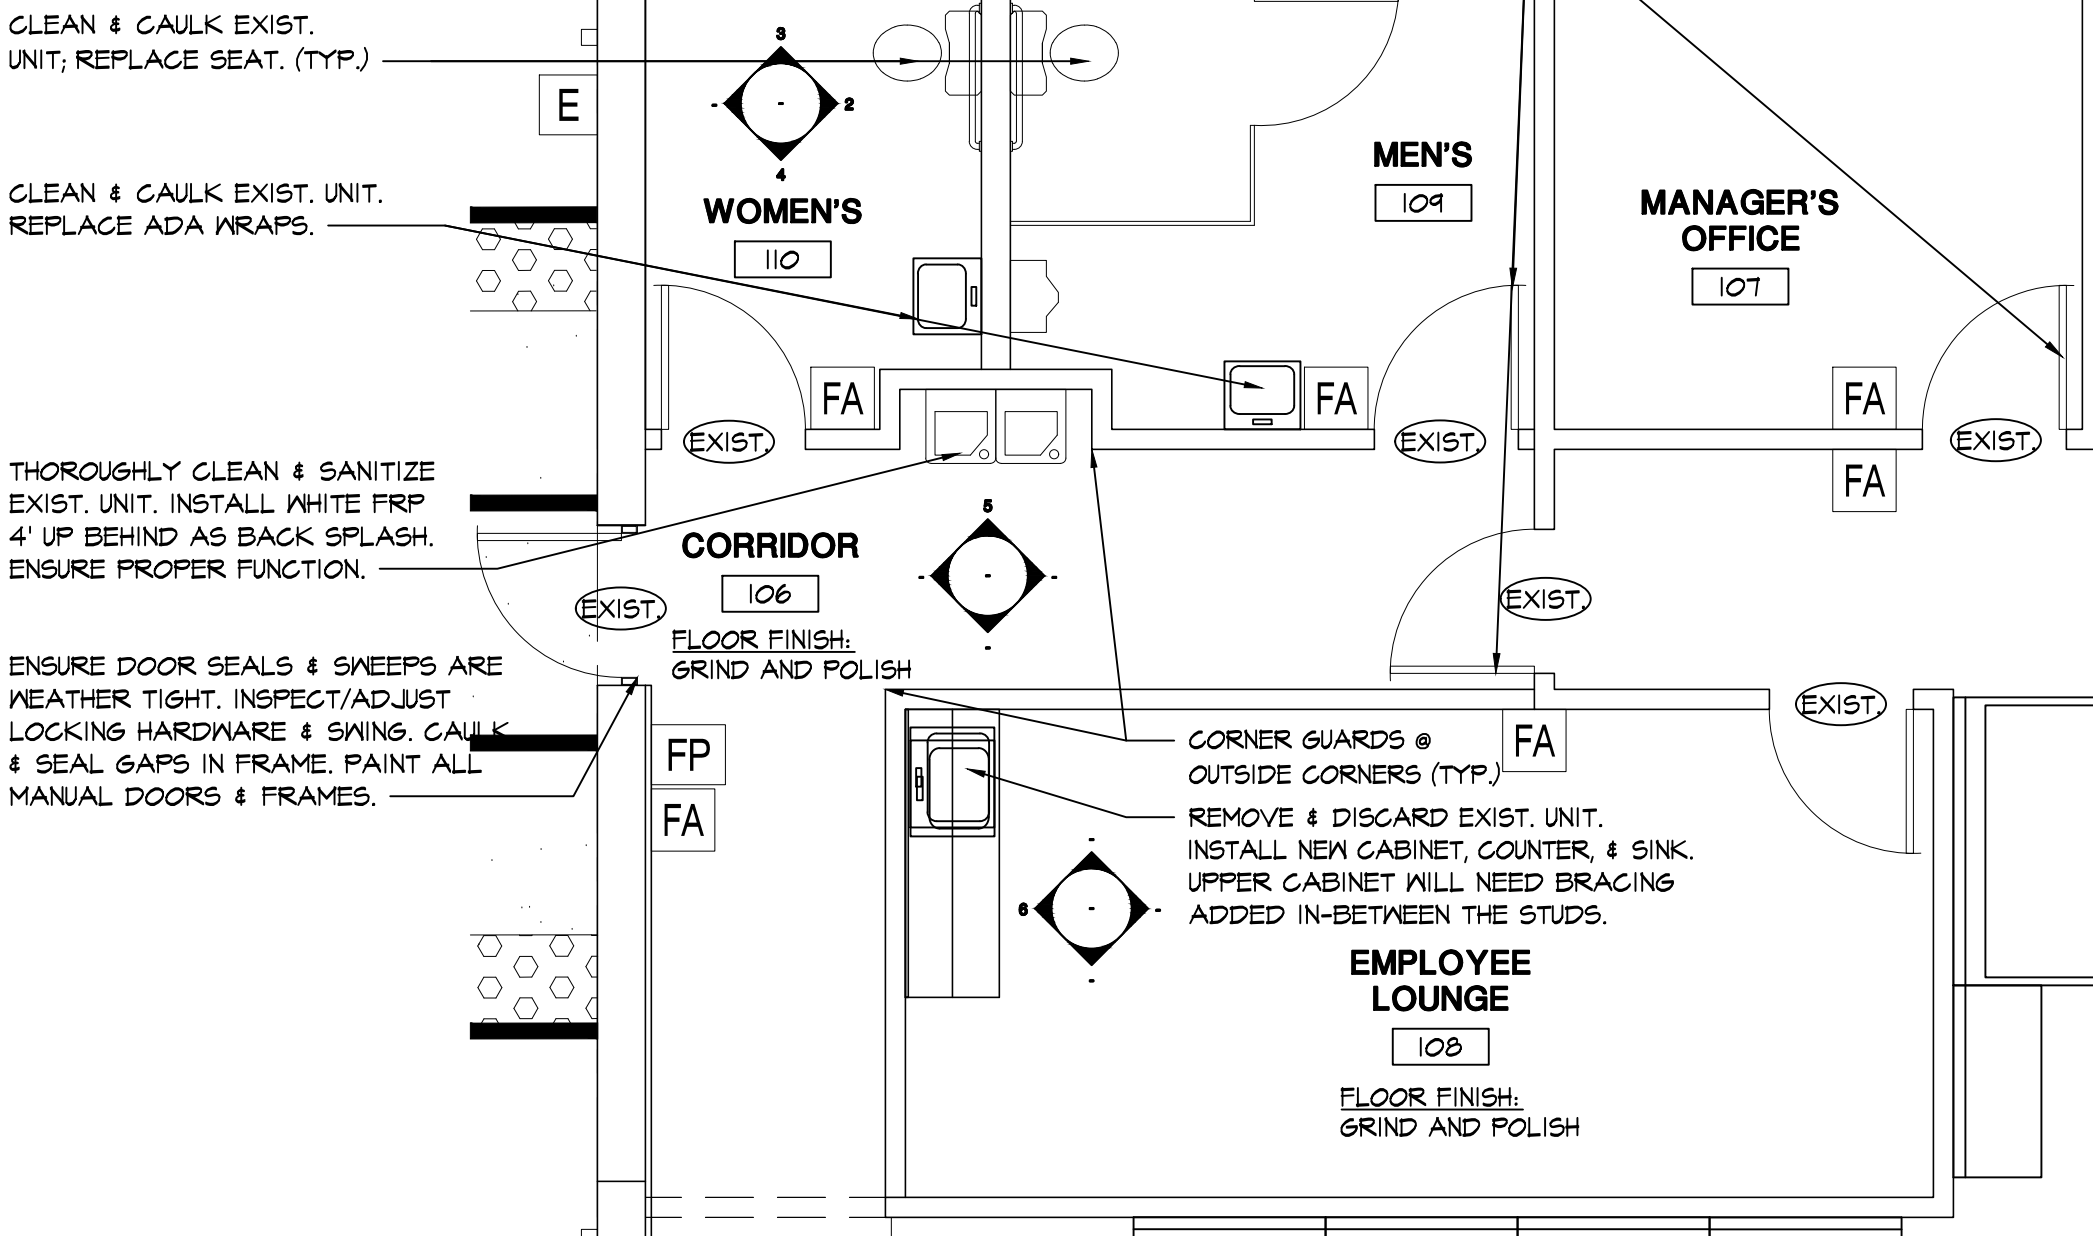 CLEAN & CAULK EXIST.
UNIT; REPLACE SEAT. (TYP.)
E
3
-
-
2
4
WOMEN'S
110
MEN'S
109
MANAGER'S
OFFICE
107
CLEAN & CAULK EXIST. UNIT.
REPLACE ADA WRAPS.
FA
FA
FA
FA
EXIST.
EXIST.
EXIST.
THOROUGHLY CLEAN & SANITIZE
EXIST. UNIT. INSTALL WHITE FRP
4' UP BEHIND AS BACK SPLASH.
ENSURE PROPER FUNCTION.
CORRIDOR
106
FLOOR FINISH:
GRIND AND POLISH
5
-
-
-
-
EXIST.
EXIST.
EXIST.
ENSURE DOOR SEALS & SWEEPS ARE
WEATHER TIGHT. INSPECT/ADJUST
LOCKING HARDWARE & SWING. CAULK
& SEAL GAPS IN FRAME. PAINT ALL
MANUAL DOORS & FRAMES.
FP
FA
CORNER GUARDS @
OUTSIDE CORNERS (TYP.)
FA
REMOVE & DISCARD EXIST. UNIT.
INSTALL NEW CABINET, COUNTER, & SINK.
UPPER CABINET WILL NEED BRACING
ADDED IN-BETWEEN THE STUDS.
-
6
-
-
-
EMPLOYEE
LOUNGE
108
FLOOR FINISH:
GRIND AND POLISH